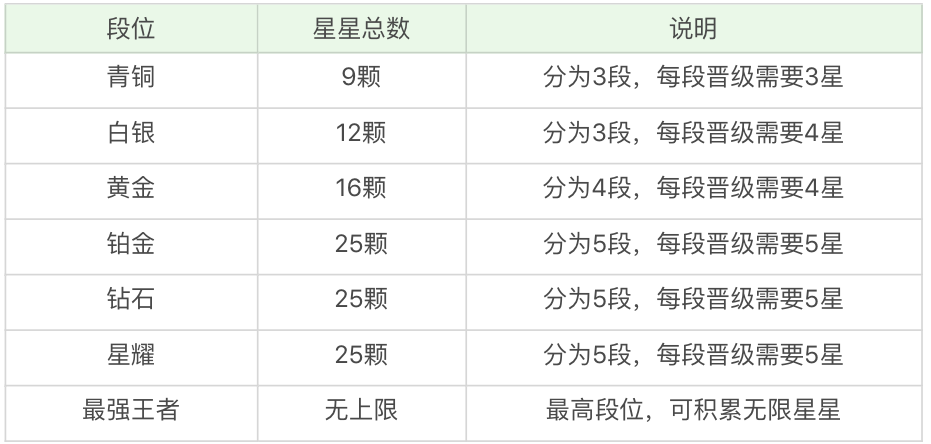 段位 星星总数 说明
青铜 9颗 分为3段，每段晋级需要3星
白银 12颗 分为3段，每段晋级需要4星
黄金 16颗 分为4段，每段晋级需要4星
铂金 25颗 分为5段，每段晋级需要5星
钻石 25颗 分为5段，每段晋级需要5星
星耀 25颗 分为5段，每段晋级需要5星
最强王者 无上限 最高段位，可积累无限星星